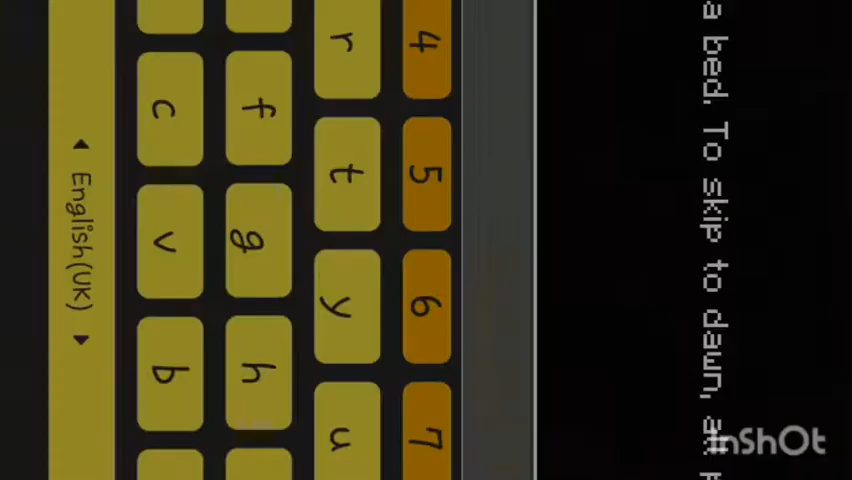 a bed. To skip to dawn, a
4 5 6 7
r t y u
f g h
c v b
◀ English(UK) ▶
InShOt